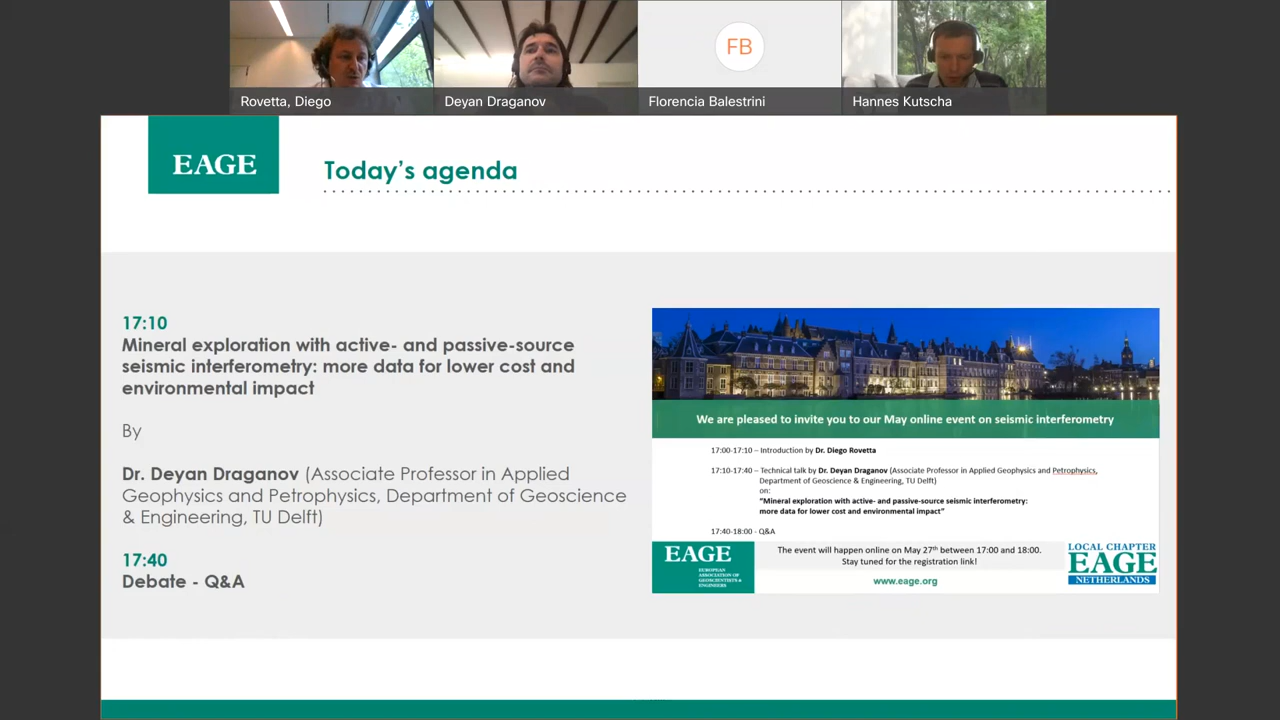 FB
Rovetta, Diego
Deyan Draganov
Florencia Balestrini
Hannes Kutscha
EAGE
Today's agenda
17:10
Mineral exploration with active- and passive-source
seismic interferometry: more data for lower cost and
environmental impact
By
Dr. Deyan Draganov (Associate Professor in Applied
Geophysics and Petrophysics, Department of Geoscience
& Engineering, TU Delft)
17:40
Debate - Q&A
We are pleased to invite you to our May online event on seismic interferometry
17:00-17:10 – Introduction by Dr. Diego Rovetta
17:10-17:40 – Technical talk by Dr. Deyan Draganov (Associate Professor in Applied Geophysics and Petrophysics,
Department of Geoscience & Engineering, TU Delft)
on:
"Mineral exploration with active- and passive-source seismic interferometry:
more data for lower cost and environmental impact"
17:40-18:00 - Q&A
EAGE
EUROPEAN
ASSOCIATION OF
GEOSCIENTISTS &
ENGINEERS
The event will happen online on May 27th between 17:00 and 18:00.
Stay tuned for the registration link!
www.eage.org
LOCAL CHAPTER
EAGE
NETHERLANDS